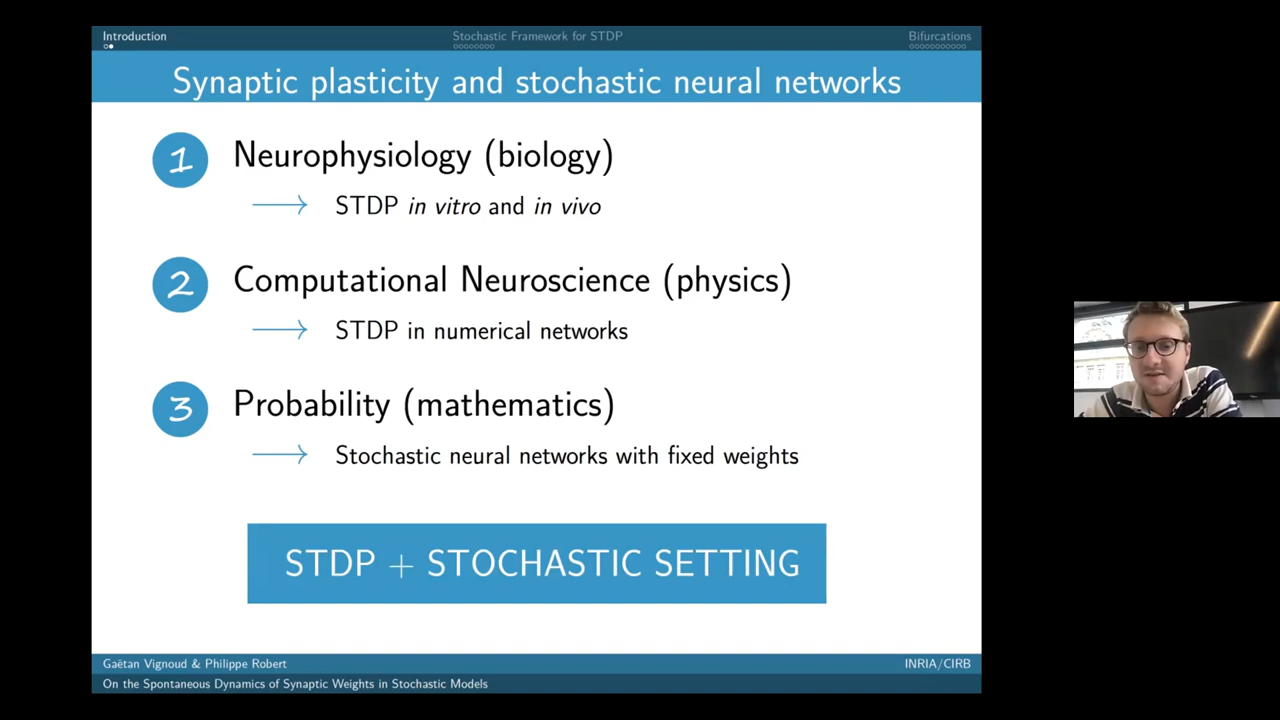 Introduction
Stochastic Framework for STDP
Bifurcations
Synaptic plasticity and stochastic neural networks
1 Neurophysiology (biology)
⟶ STDP in vitro and in vivo
2 Computational Neuroscience (physics)
⟶ STDP in numerical networks
3 Probability (mathematics)
⟶ Stochastic neural networks with fixed weights
STDP + STOCHASTIC SETTING
Gaëtan Vignoud & Philippe Robert
INRIA/CIRB
On the Spontaneous Dynamics of Synaptic Weights in Stochastic Models